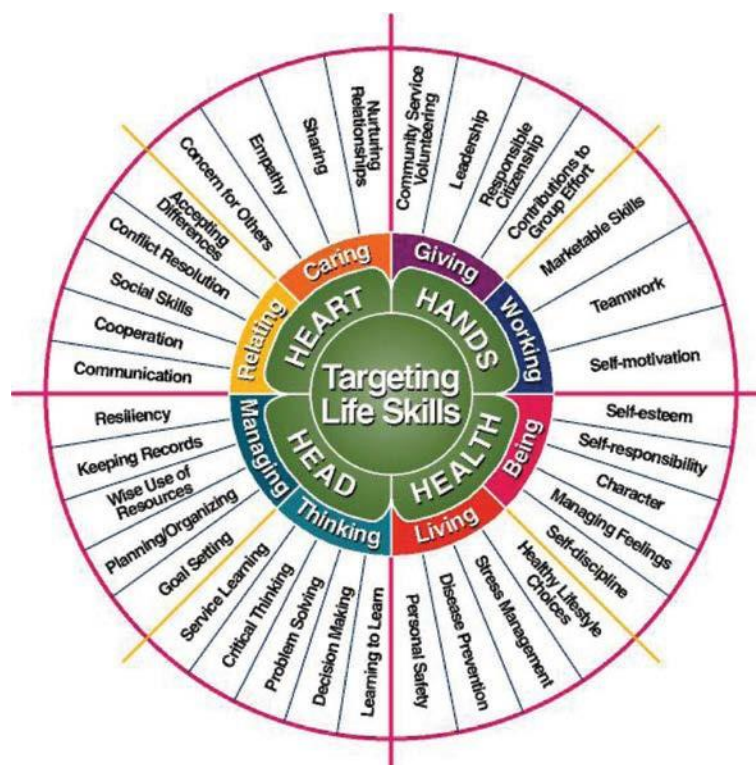 Targeting
Life Skills
HEART
HANDS
HEALTH
HEAD
Caring
Giving
Working
Being
Living
Thinking
Managing
Relating
Nurturing
Relationships
Sharing
Empathy
Concern for Others
Accepting
Differences
Conflict Resolution
Social Skills
Cooperation
Communication
Community Service
Volunteering
Leadership
Responsible
Citizenship
Contributions to
Group Effort
Marketable Skills
Teamwork
Self-motivation
Self-esteem
Self-responsibility
Character
Managing Feelings
Self-discipline
Healthy Lifestyle
Choices
Stress Management
Disease Prevention
Personal Safety
Learning to Learn
Decision Making
Problem Solving
Critical Thinking
Service Learning
Goal Setting
Planning/Organizing
Wise Use of
Resources
Keeping Records
Resiliency